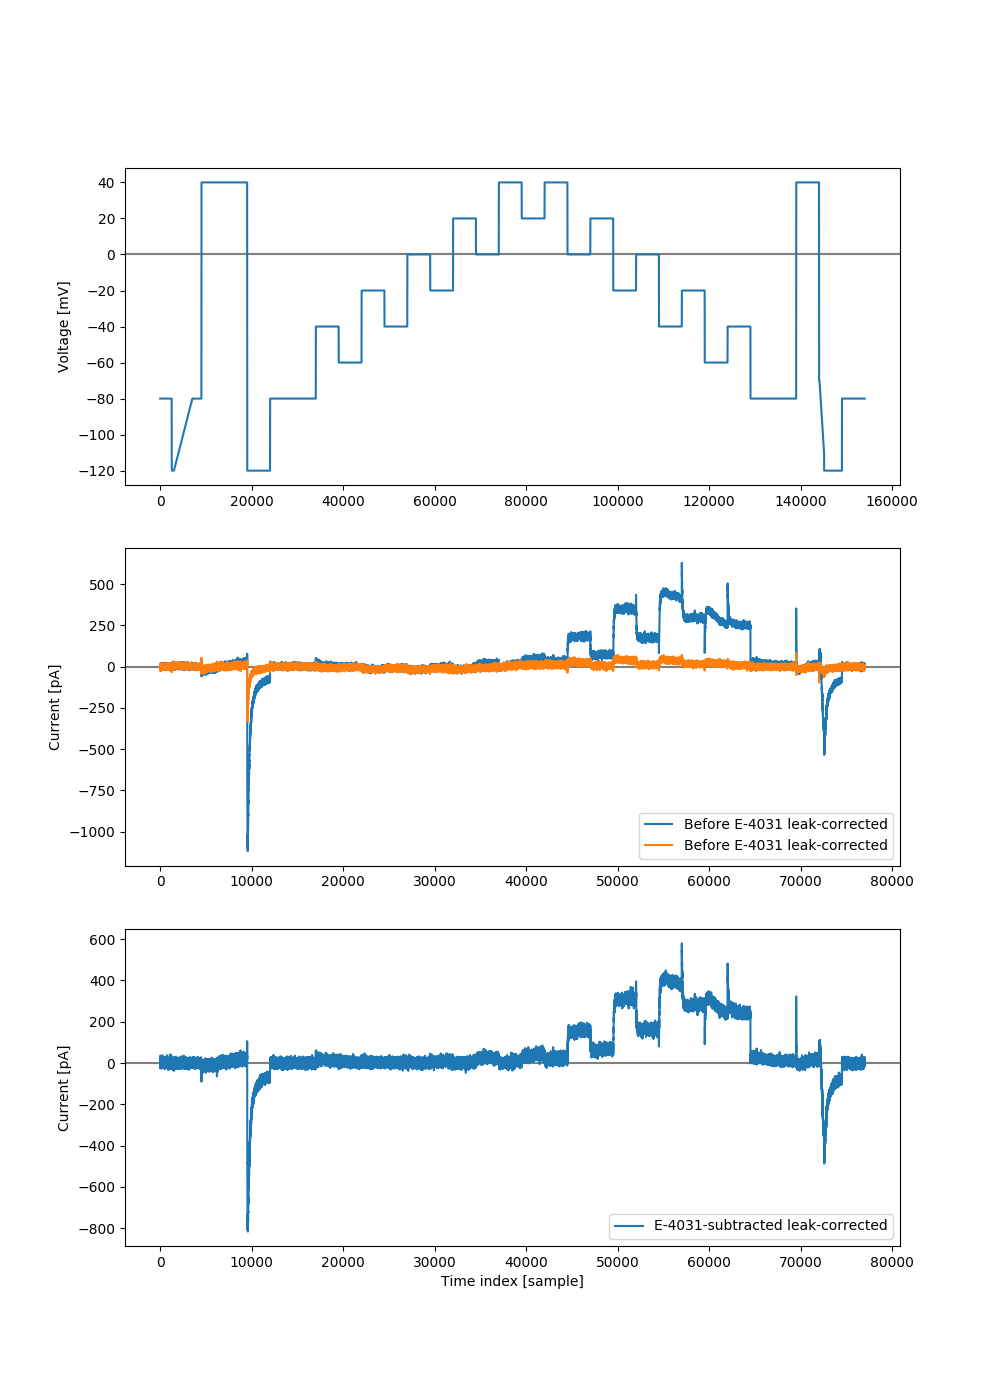 40
20
0
−20
−40
−60
−80
−100
−120
Voltage [mV]
0 20000 40000 60000 80000 100000 120000 140000 160000
500
250
0
−250
−500
−750
−1000
Current [pA]
Before E-4031 leak-corrected
Before E-4031 leak-corrected
0 10000 20000 30000 40000 50000 60000 70000 80000
600
400
200
0
−200
−400
−600
−800
Current [pA]
E-4031-subtracted leak-corrected
0 10000 20000 30000 40000 50000 60000 70000 80000
Time index [sample]